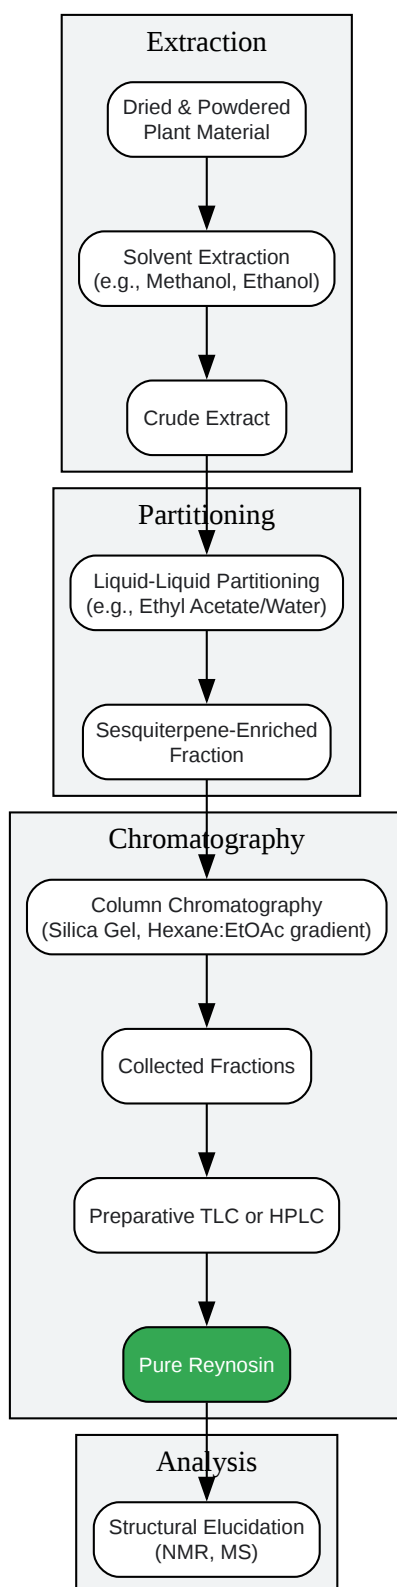 Extraction
Dried & Powdered
Plant Material
Solvent Extraction
(e.g., Methanol, Ethanol)
Crude Extract
Partitioning
Liquid-Liquid Partitioning
(e.g., Ethyl Acetate/Water)
Sesquiterpene-Enriched
Fraction
Chromatography
Column Chromatography
(Silica Gel, Hexane:EtOAc gradient)
Collected Fractions
Preparative TLC or HPLC
Pure Reynosin
Analysis
Structural Elucidation
(NMR, MS)